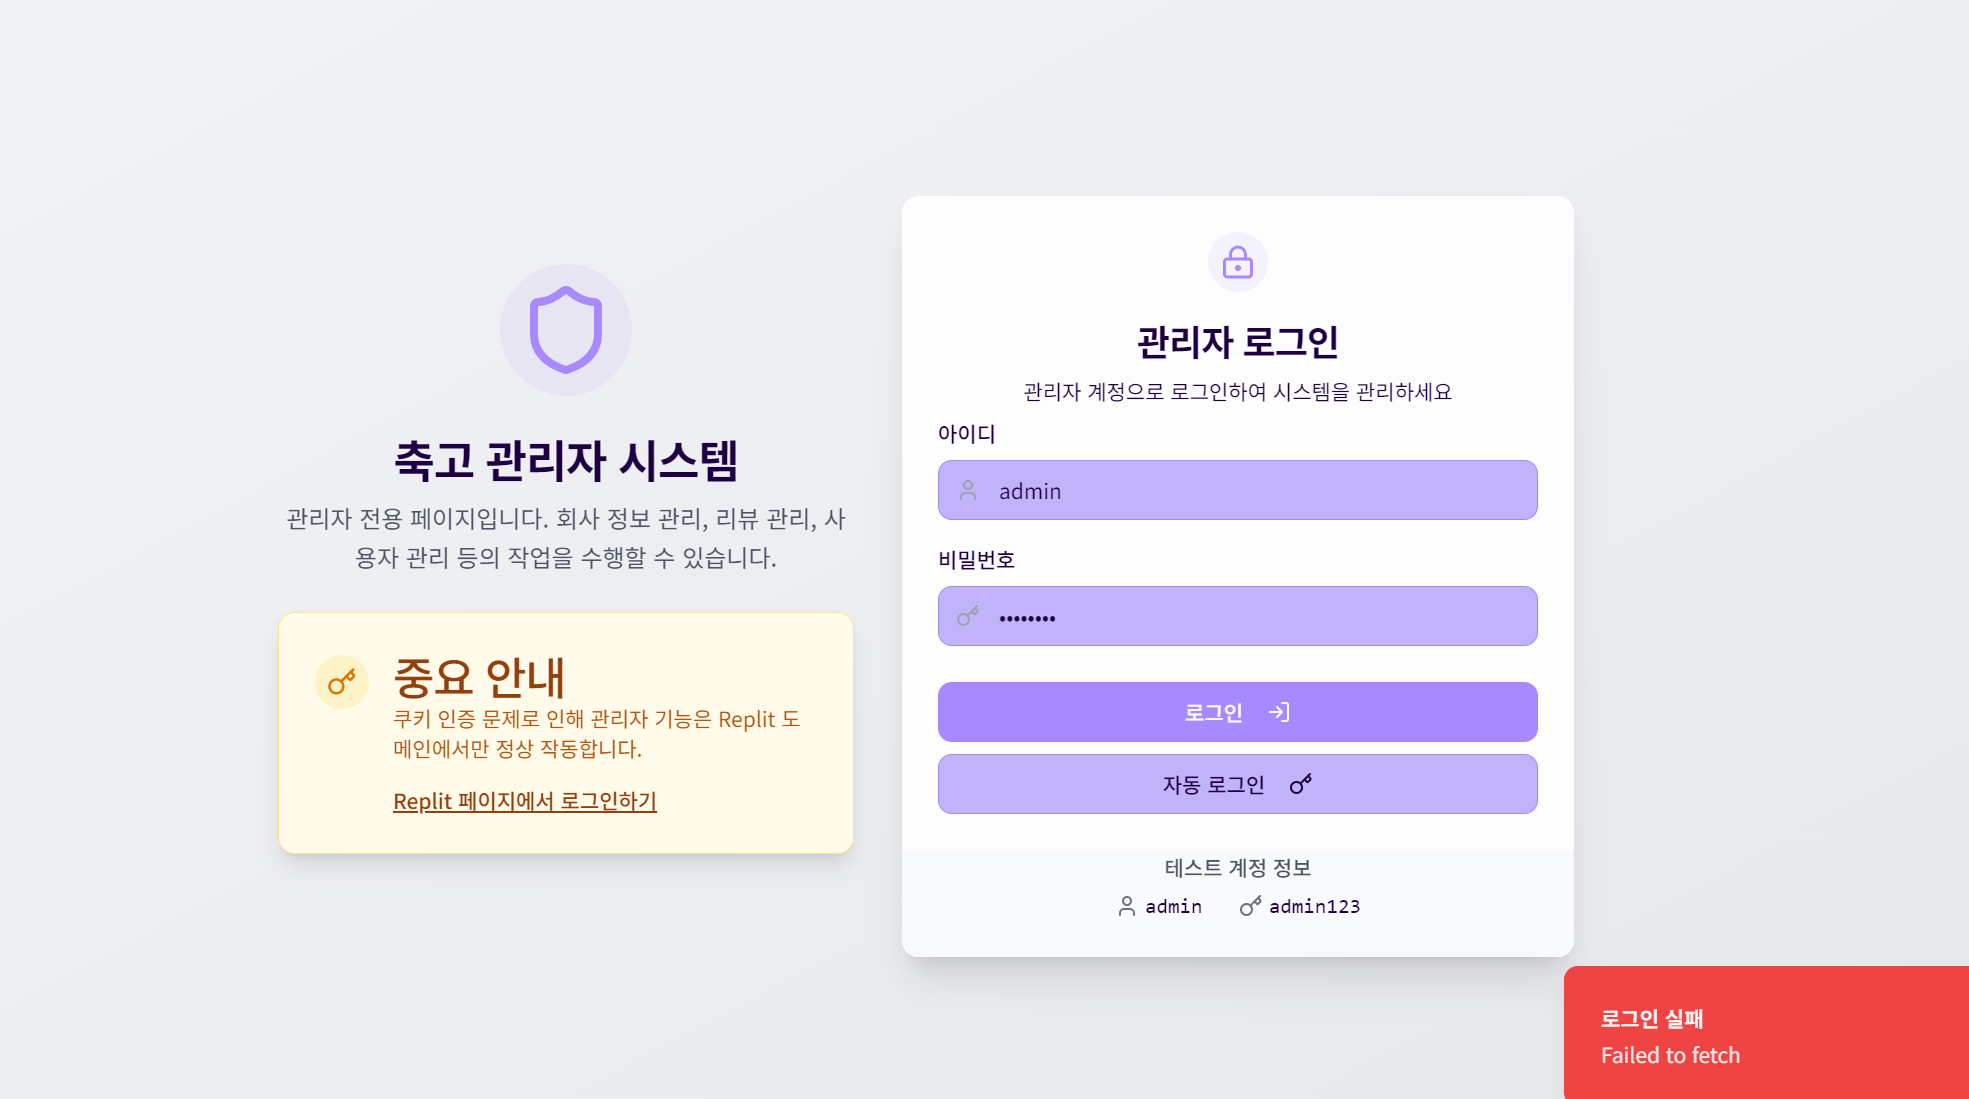 축고 관리자 시스템
관리자 전용 페이지입니다. 회사 정보 관리, 리뷰 관리, 사
용자 관리 등의 작업을 수행할 수 있습니다.
중요 안내
쿠키 인증 문제로 인해 관리자 기능은 Replit 도
메인에서만 정상 작동합니다.
Replit 페이지에서 로그인하기
관리자 로그인
관리자 계정으로 로그인하여 시스템을 관리하세요
아이디
admin
비밀번호
••••••••
로그인
자동 로그인
테스트 계정 정보
admin admin123
로그인 실패
Failed to fetch